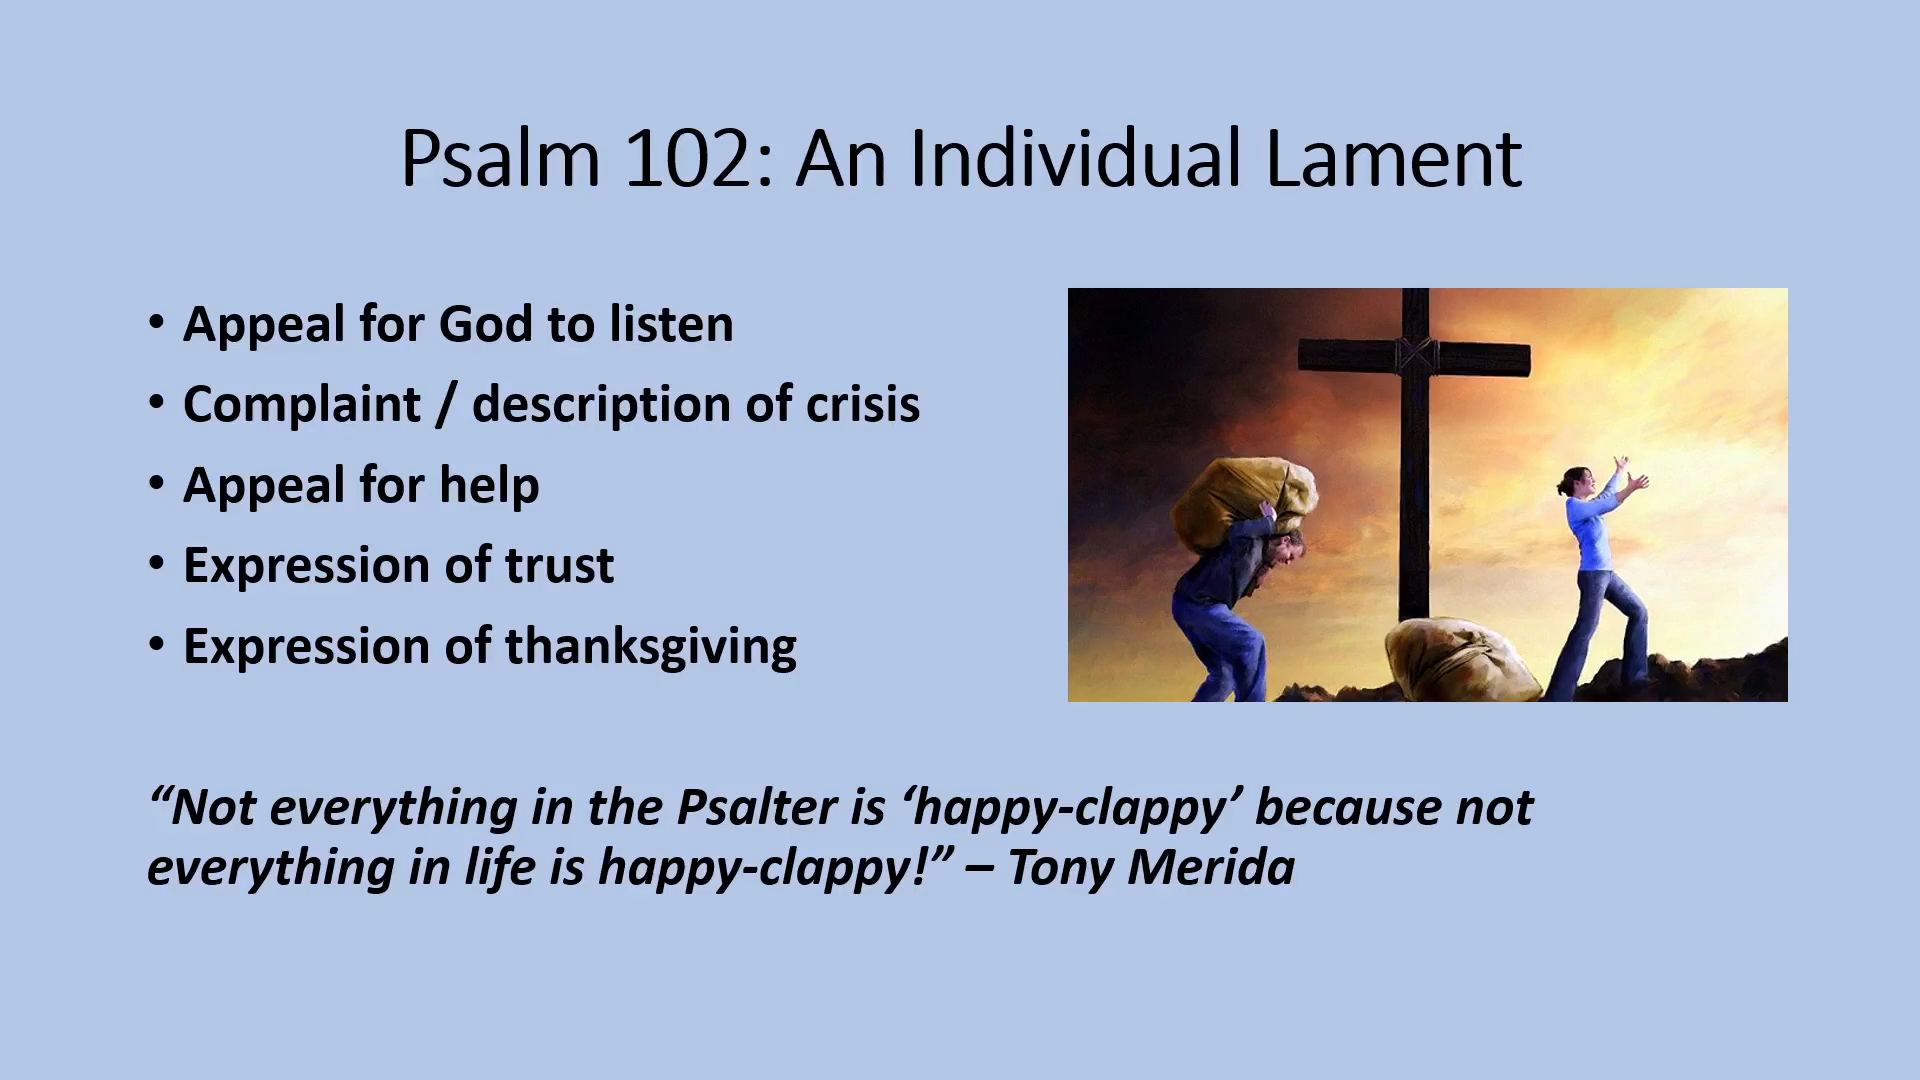 Psalm 102: An Individual Lament
• Appeal for God to listen
• Complaint / description of crisis
• Appeal for help
• Expression of trust
• Expression of thanksgiving
“Not everything in the Psalter is ‘happy-clappy’ because not
everything in life is happy-clappy!” – Tony Merida